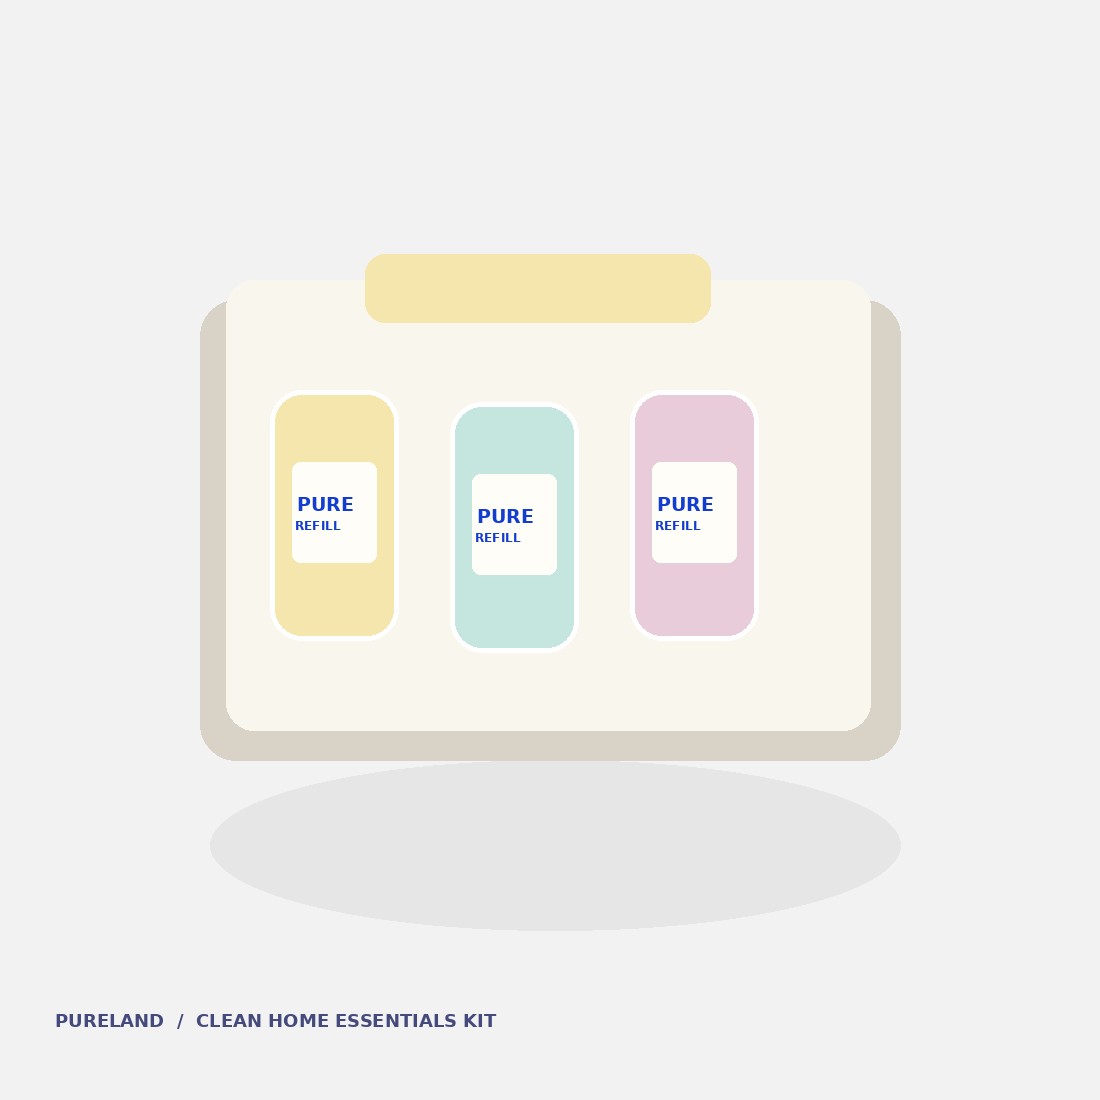 PURE
REFILL
PURE
REFILL
PURE
REFILL
PURELAND / CLEAN HOME ESSENTIALS KIT